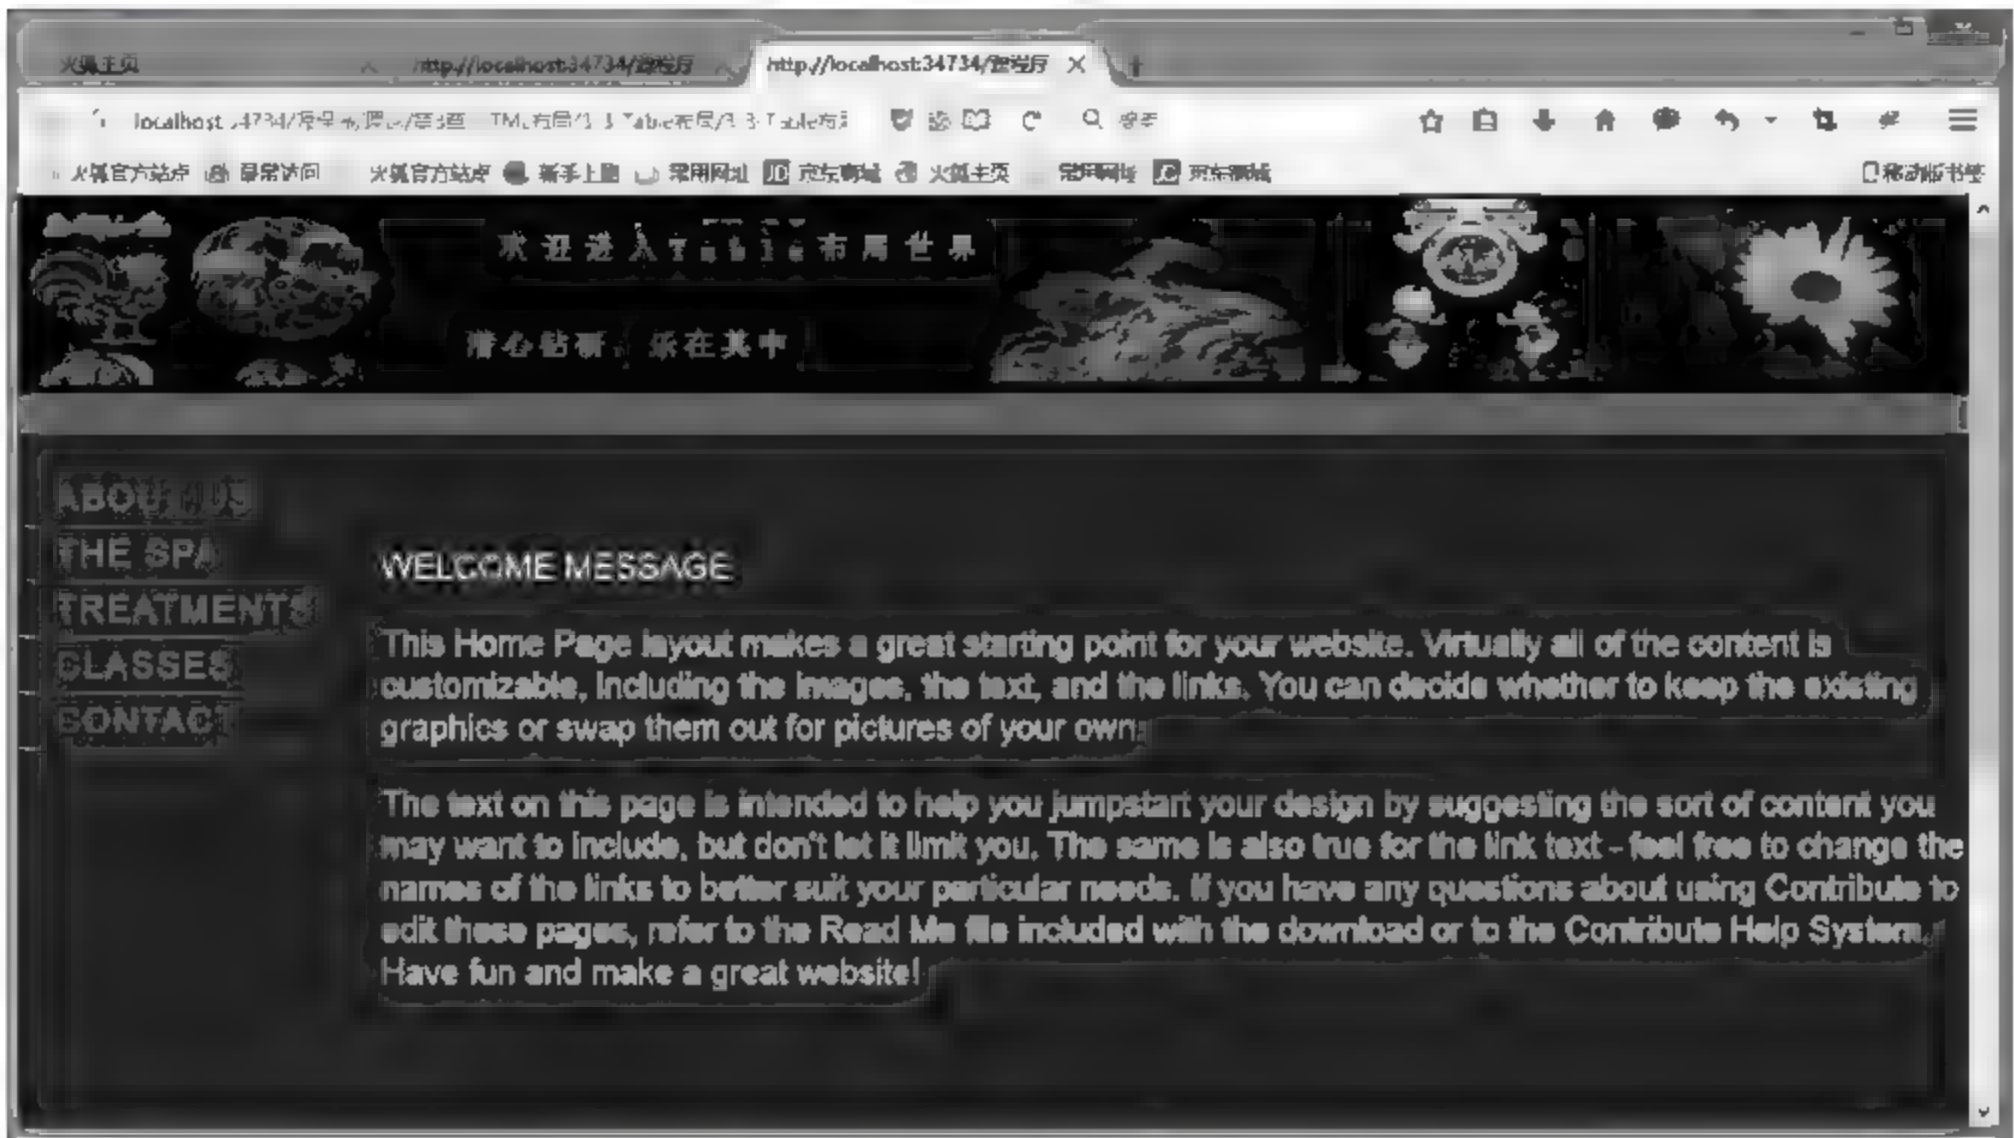 火狐主页
http://localhost:34734/源程序
http://localhost:34734/源程序
localhost
搜索
火狐官方站点 最常访问 火狐官方站点 新手上路 常用网址 JD 京东商城 火狐主页 常用网址 京东商城 移动版书签
欢迎进入Table布局世界
潜心钻研, 乐在其中
ABOUT US
THE SPA
TREATMENTS
CLASSES
CONTACT
WELCOME MESSAGE
This Home Page layout makes a great starting point for your website. Virtually all of the content is
customizable, including the images, the text, and the links. You can decide whether to keep the existing
graphics or swap them out for pictures of your own.
The text on this page is intended to help you jumpstart your design by suggesting the sort of content you
may want to include, but don't let it limit you. The same is also true for the link text - feel free to change the
names of the links to better suit your particular needs. If you have any questions about using Contribute to
edit these pages, refer to the Read Me file included with the download or to the Contribute Help System.
Have fun and make a great website!